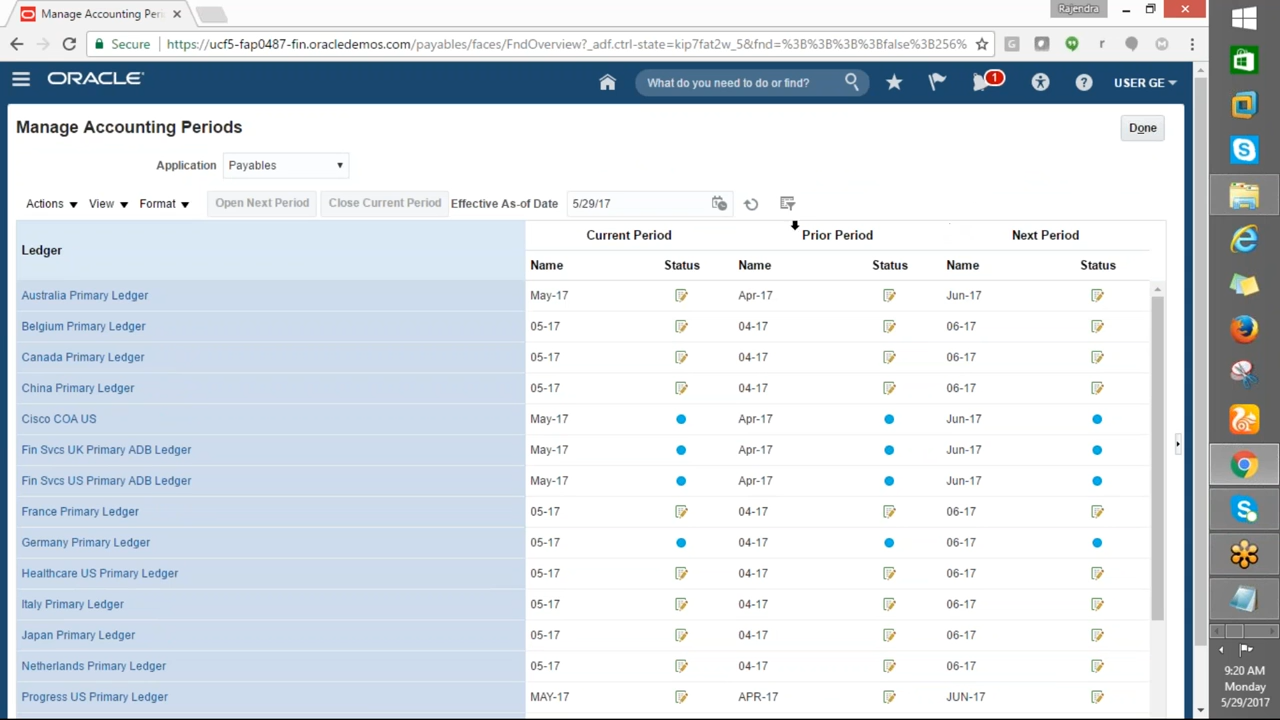 Manage Accounting Peri
Rajendra
Secure
https://ucf5-fap0487-fin.oracledemos.com/payables/faces/FndOverview?_adf.ctrl-state=kip7fat2w_5&fnd=%3B%3B%3B%3Bfalse%3B256%
ORACLE
What do you need to do or find?
1
USER GE
Manage Accounting Periods
Done
Application Payables
Actions View Format Open Next Period Close Current Period Effective As-of Date 5/29/17
Ledger
Current Period Prior Period Next Period
Name Status Name Status Name Status
Australia Primary Ledger May-17 Apr-17 Jun-17
Belgium Primary Ledger 05-17 04-17 06-17
Canada Primary Ledger 05-17 04-17 06-17
China Primary Ledger 05-17 04-17 06-17
Cisco COA US May-17 Apr-17 Jun-17
Fin Svcs UK Primary ADB Ledger May-17 Apr-17 Jun-17
Fin Svcs US Primary ADB Ledger May-17 Apr-17 Jun-17
France Primary Ledger 05-17 04-17 06-17
Germany Primary Ledger 05-17 04-17 06-17
Healthcare US Primary Ledger 05-17 04-17 06-17
Italy Primary Ledger 05-17 04-17 06-17
Japan Primary Ledger 05-17 04-17 06-17
Netherlands Primary Ledger 05-17 04-17 06-17
Progress US Primary Ledger MAY-17 APR-17 JUN-17
9:20 AM
Monday
5/29/2017